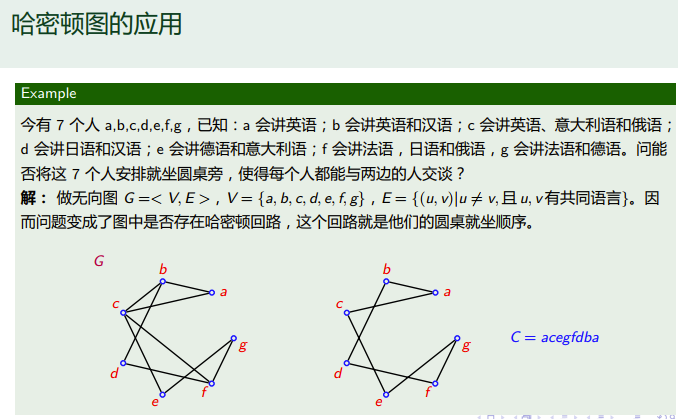 哈密顿图的应用
Example
今有 7 个人 a,b,c,d,e,f,g，已知：a 会讲英语；b 会讲英语和汉语；c 会讲英语、意大利语和俄语；
d 会讲日语和汉语；e 会讲德语和意大利语；f 会讲法语，日语和俄语，g 会讲法语和德语。问能
否将这 7 个人安排就坐圆桌旁，使得每个人都能与两边的人交谈？
解： 做无向图 G =< V, E >，V = {a, b, c, d, e, f, g}，E = {(u, v)|u ≠ v, 且 u, v 有共同语言}。因
而问题变成了图中是否存在哈密顿回路，这个回路就是他们的圆桌就坐顺序。
G
b
a
c
g
d
f
e
b
a
c
g
d
f
e
C = acegfdba